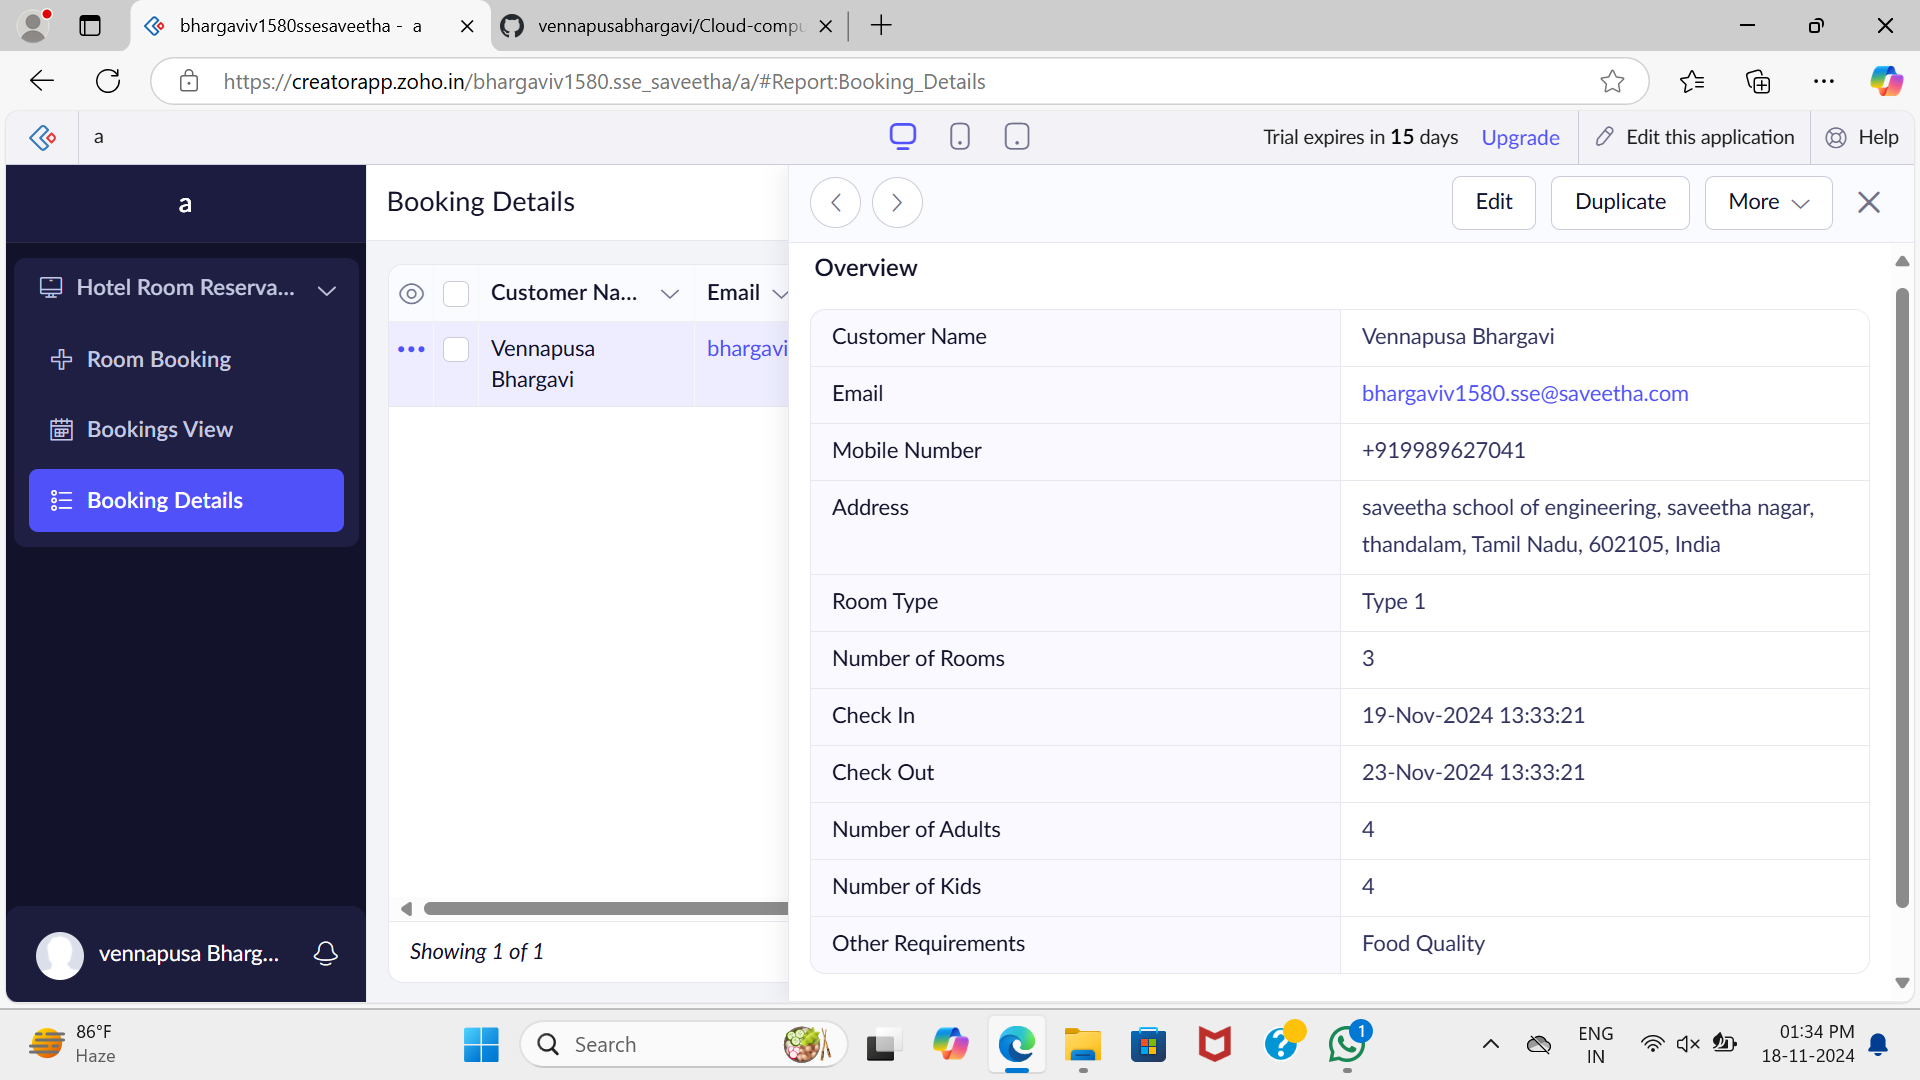 bhargaviv1580ssesaveetha - a
vennapusabhargavi/Cloud-compu
https://creatorapp.zoho.in/bhargaviv1580.sse_saveetha/a/#Report:Booking_Details
a
Trial expires in 15 days
Upgrade
Edit this application
Help
a
Hotel Room Reserva...
Room Booking
Bookings View
Booking Details
vennapusa Bharg...
Booking Details
Customer Na...
Email
Vennapusa
Bhargavi
bhargavi
Showing 1 of 1
Edit
Duplicate
More
Overview
Customer Name Vennapusa Bhargavi
Email bhargaviv1580.sse@saveetha.com
Mobile Number +919989627041
Address saveetha school of engineering, saveetha nagar,
thandalam, Tamil Nadu, 602105, India
Room Type Type 1
Number of Rooms 3
Check In 19-Nov-2024 13:33:21
Check Out 23-Nov-2024 13:33:21
Number of Adults 4
Number of Kids 4
Other Requirements Food Quality
86°F
Haze
Search
1
ENG
IN
01:34 PM
18-11-2024